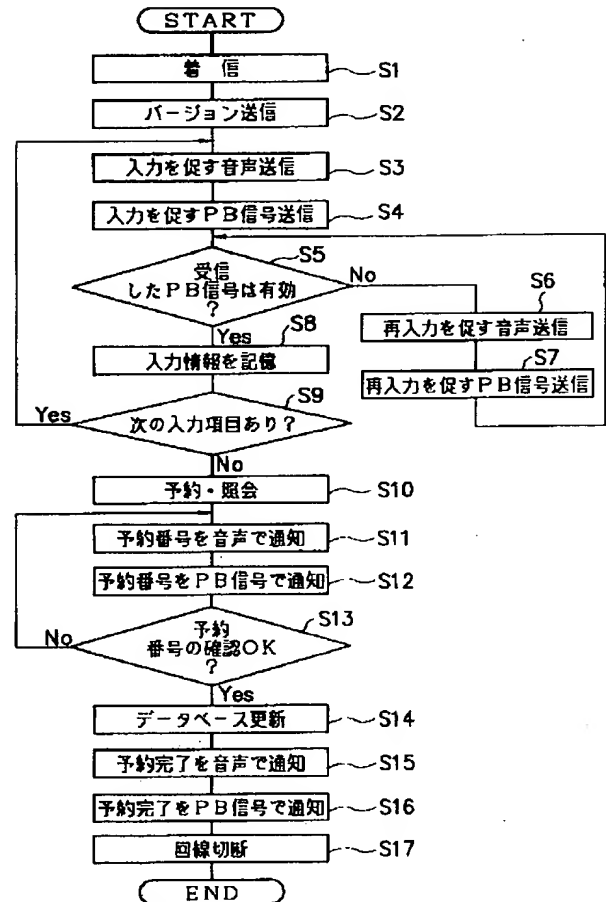 START
着信 S1
バージョン送信 S2
入力を促す音声送信 S3
入力を促すPB信号送信 S4
S5
受信
したPB信号は有効
?
No
Yes
S6
再入力を促す音声送信
S7
再入力を促すPB信号送信
S8
入力情報を記憶
S9
次の入力項目あり?
Yes
No
予約・照会 S10
予約番号を音声で通知 S11
予約番号をPB信号で通知 S12
S13
予約
番号の確認OK
?
No
Yes
データベース更新 S14
予約完了を音声で通知 S15
予約完了をPB信号で通知 S16
回線切断 S17
END